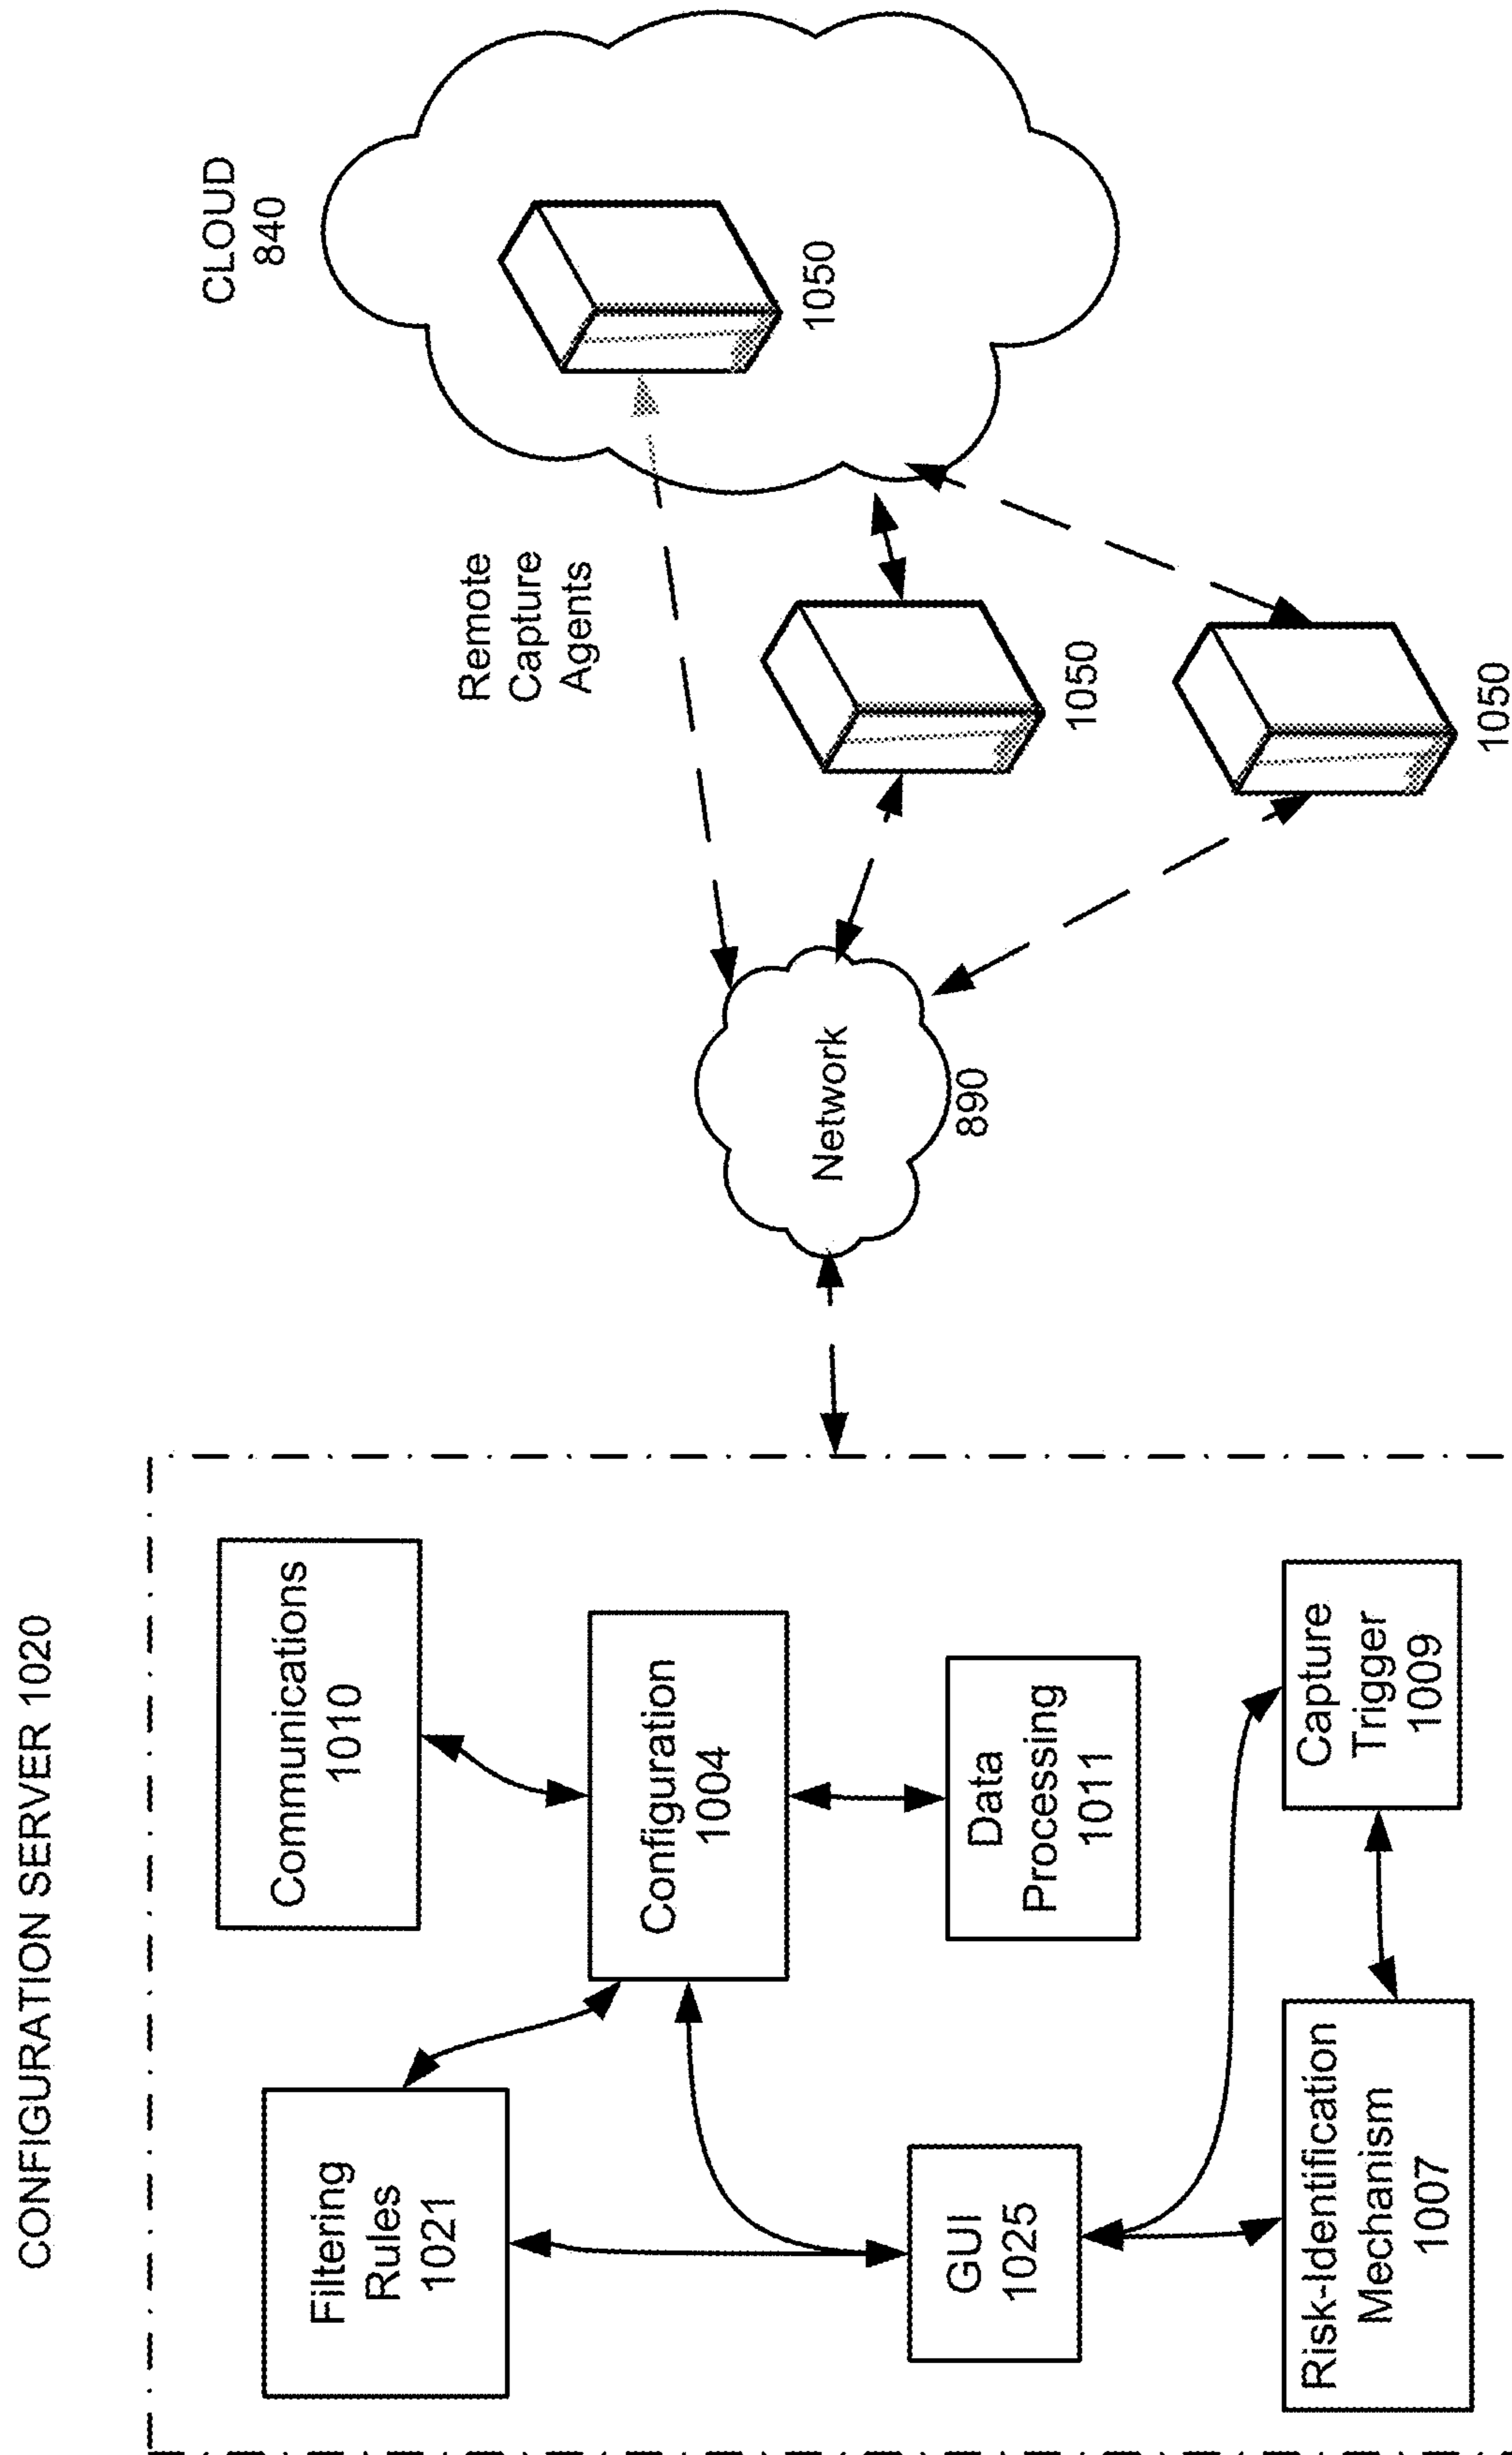 CONFIGURATION SERVER 1020
Filtering
Rules
1021
Communications
1010
Configuration
1004
GUI
1025
Data
Processing
1011
Risk-Identification
Mechanism
1007
Capture
Trigger
1009
Network
890
Remote
Capture
Agents
CLOUD
840
1050
1050
1050